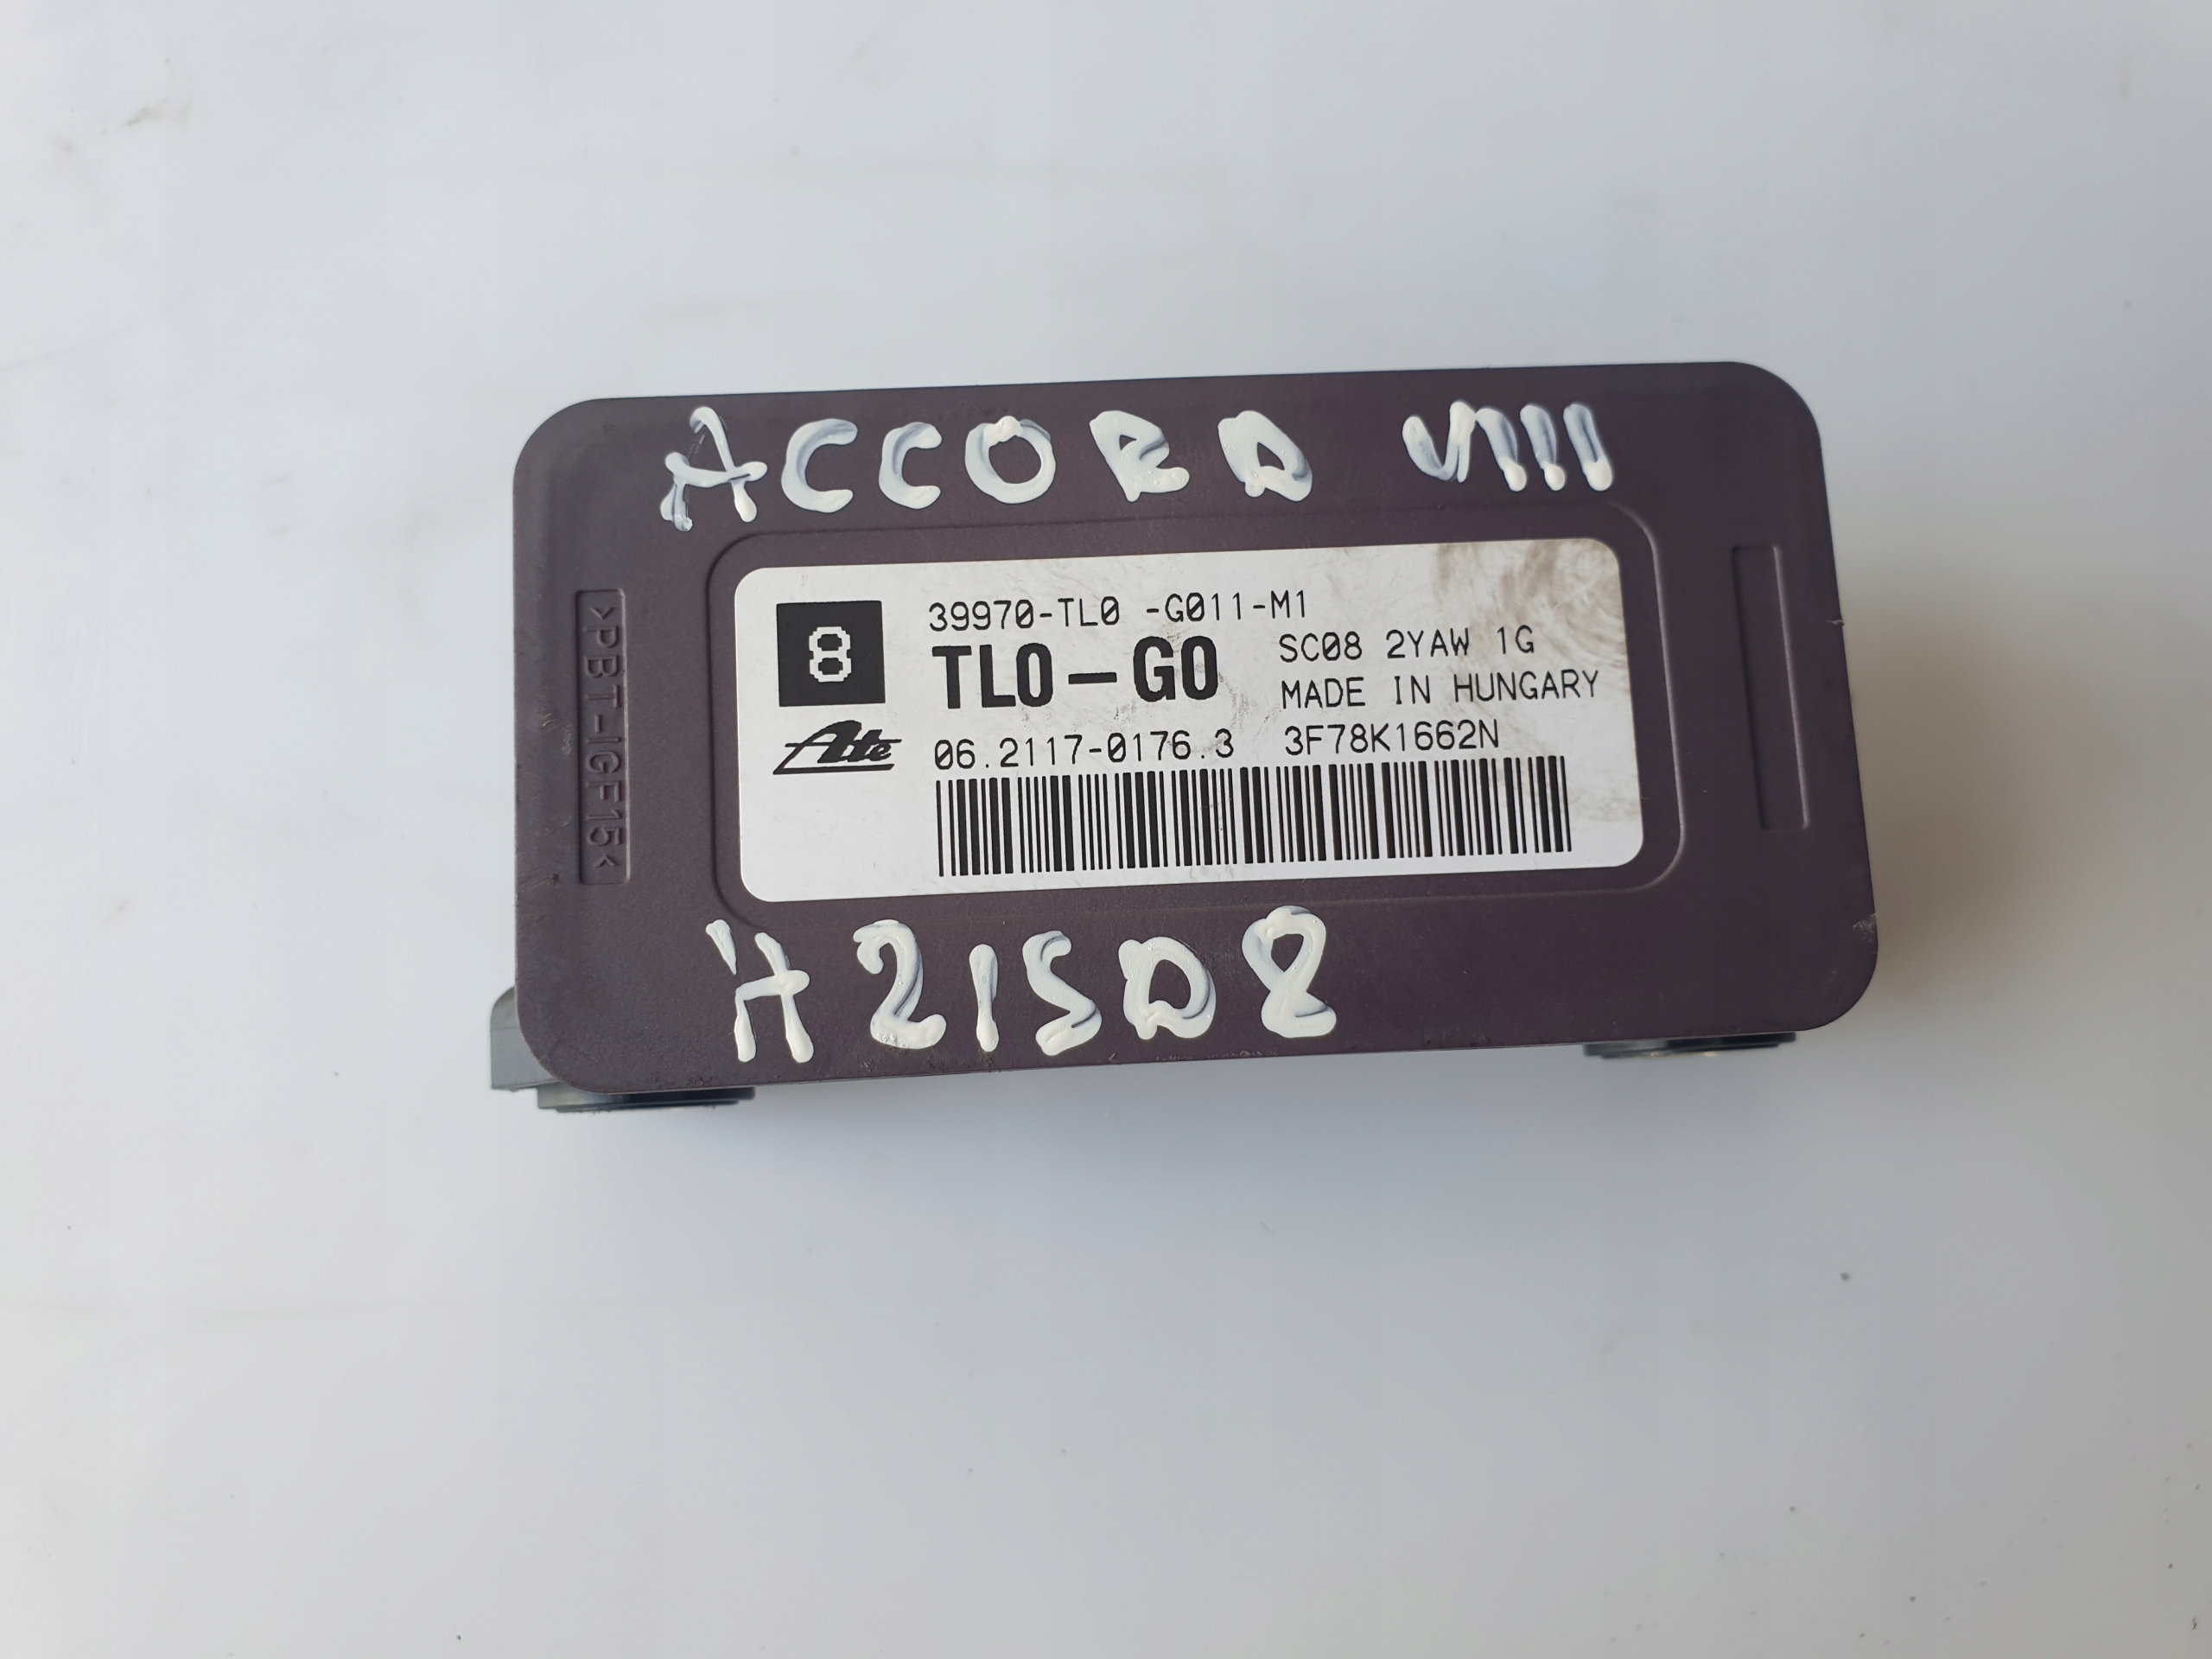 ACCORD VIII
8
39970-TL0 -G011-M1
TL0-G0
SC08 2YAW 1G
MADE IN HUNGARY
Ate
06.2117-0176.3 3F78K1662N
>PBT-IGF15<
H21SD8